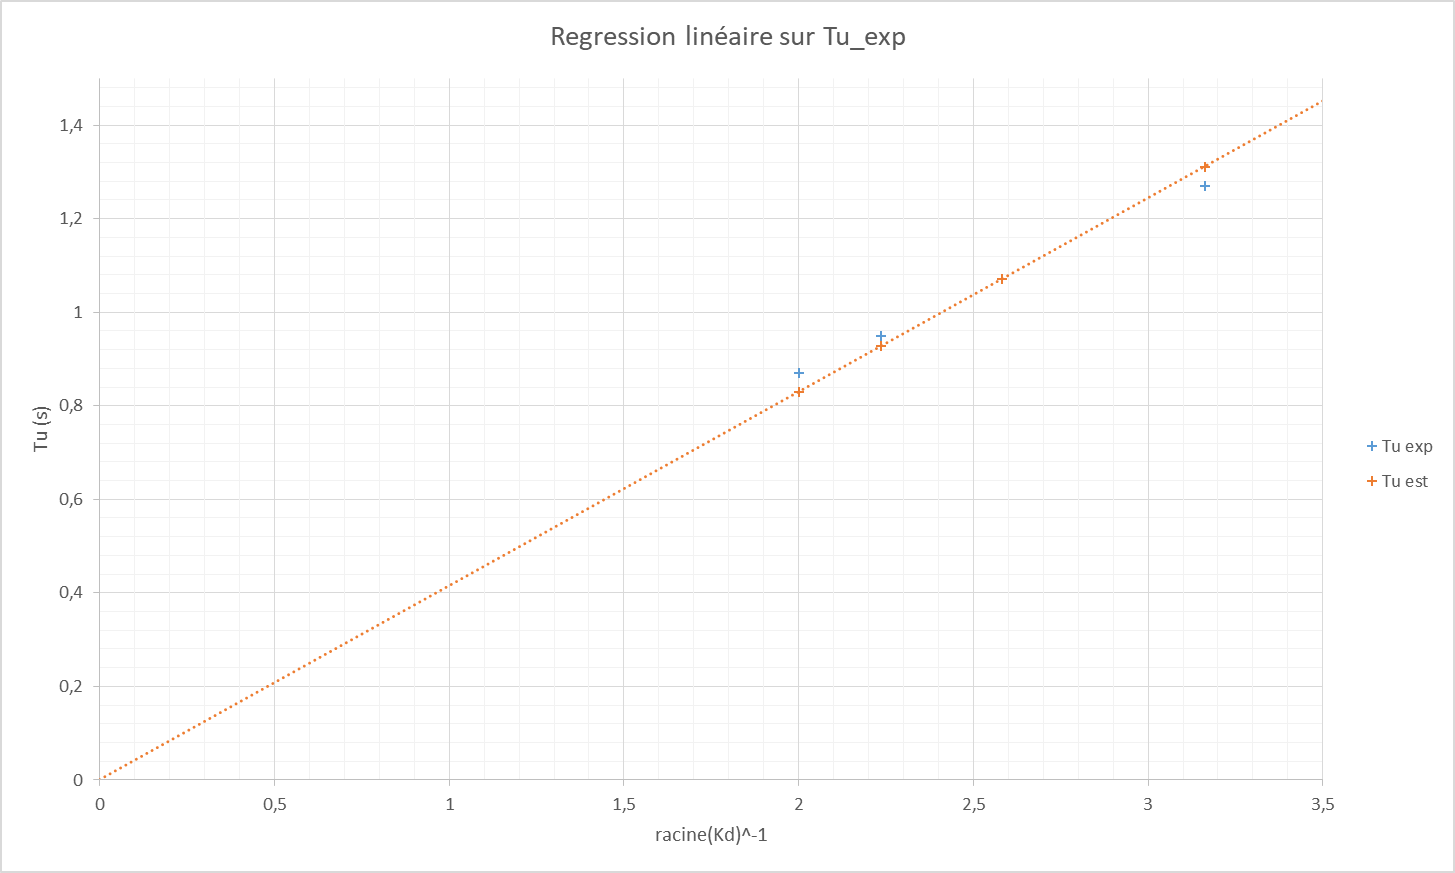 Regression linéaire sur Tu_exp
Tu (s)
1,4
1,2
1
0,8
0,6
0,4
0,2
0
0 0,5 1 1,5 2 2,5 3 3,5
racine(Kd)^-1
Tu exp
Tu est